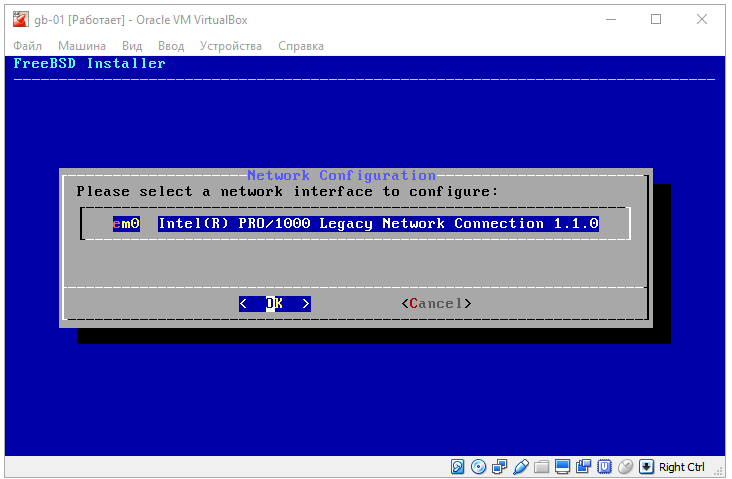 gb-01 [Работает] - Oracle VM VirtualBox
Файл Машина Вид Ввод Устройства Справка
FreeBSD Installer
Network Configuration
Please select a network interface to configure:
em0 Intel(R) PRO/1000 Legacy Network Connection 1.1.0
< OK > <Cancel>
Right Ctrl